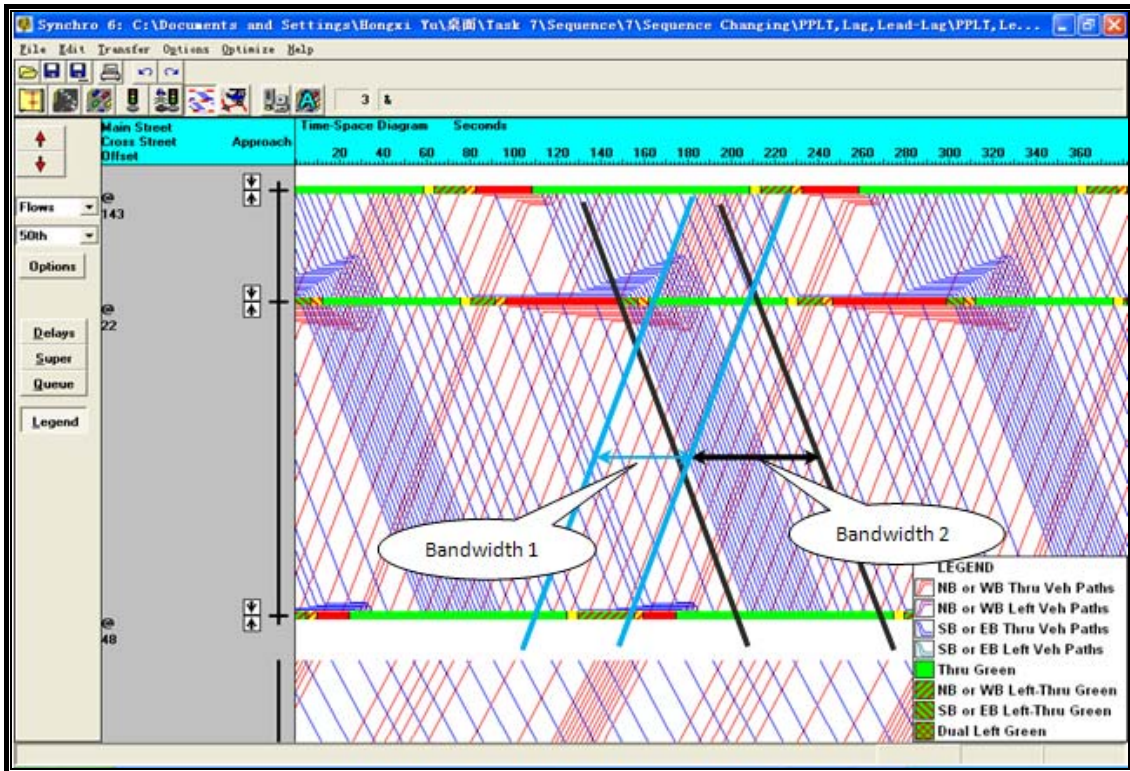 Synchro 6: C:\Documents and Settings\Hongxi Yu\桌面\Task 7\Sequence\7\Sequence Changing\PPLT,Lag,Lead-Lag\PPLT,Le...
File Edit Transfer Options Optimize Help
3 &
Main Street
Cross Street
Offset
Approach
Time-Space Diagram Seconds
20 40 60 80 100 120 140 160 180 200 220 240 260 280 300 320 340 360
Flows
50th
Options
Delays
Super
Queue
Legend
@
143
@
22
@
48
Bandwidth 1
Bandwidth 2
LEGEND
NB or WB Thru Veh Paths
NB or WB Left Veh Paths
SB or EB Thru Veh Paths
SB or EB Left Veh Paths
Thru Green
NB or WB Left-Thru Green
SB or EB Left-Thru Green
Dual Left Green